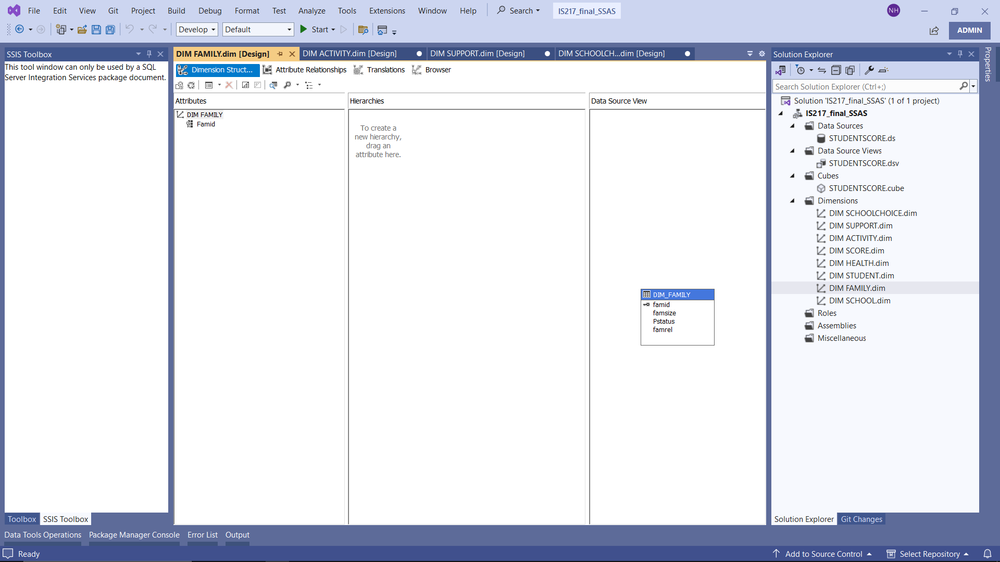 File Edit View Git Project Build Debug Format Test Analyze Tools Extensions Window Help Search IS217_final_SSAS NH
Develop Default Start ADMIN
SSIS Toolbox
This tool window can only be used by a SQL
Server Integration Services package document.
DIM FAMILY.dim [Design] DIM ACTIVITY.dim [Design] DIM SUPPORT.dim [Design] DIM SCHOOLCH...dim [Design]
Dimension Struct... Attribute Relationships Translations Browser
Attributes
DIM FAMILY
Famid
Hierarchies
To create a
new hierarchy,
drag an
attribute here.
Data Source View
DIM_FAMILY
famid
famsize
Pstatus
famrel
Solution Explorer
Search Solution Explorer (Ctrl+;)
Solution 'IS217_final_SSAS' (1 of 1 project)
IS217_final_SSAS
Data Sources
STUDENTSCORE.ds
Data Source Views
STUDENTSCORE.dsv
Cubes
STUDENTSCORE.cube
Dimensions
DIM SCHOOLCHOICE.dim
DIM SUPPORT.dim
DIM ACTIVITY.dim
DIM SCORE.dim
DIM HEALTH.dim
DIM STUDENT.dim
DIM FAMILY.dim
DIM SCHOOL.dim
Roles
Assemblies
Miscellaneous
Properties
Toolbox SSIS Toolbox
Solution Explorer Git Changes
Data Tools Operations Package Manager Console Error List Output
Ready Add to Source Control Select Repository